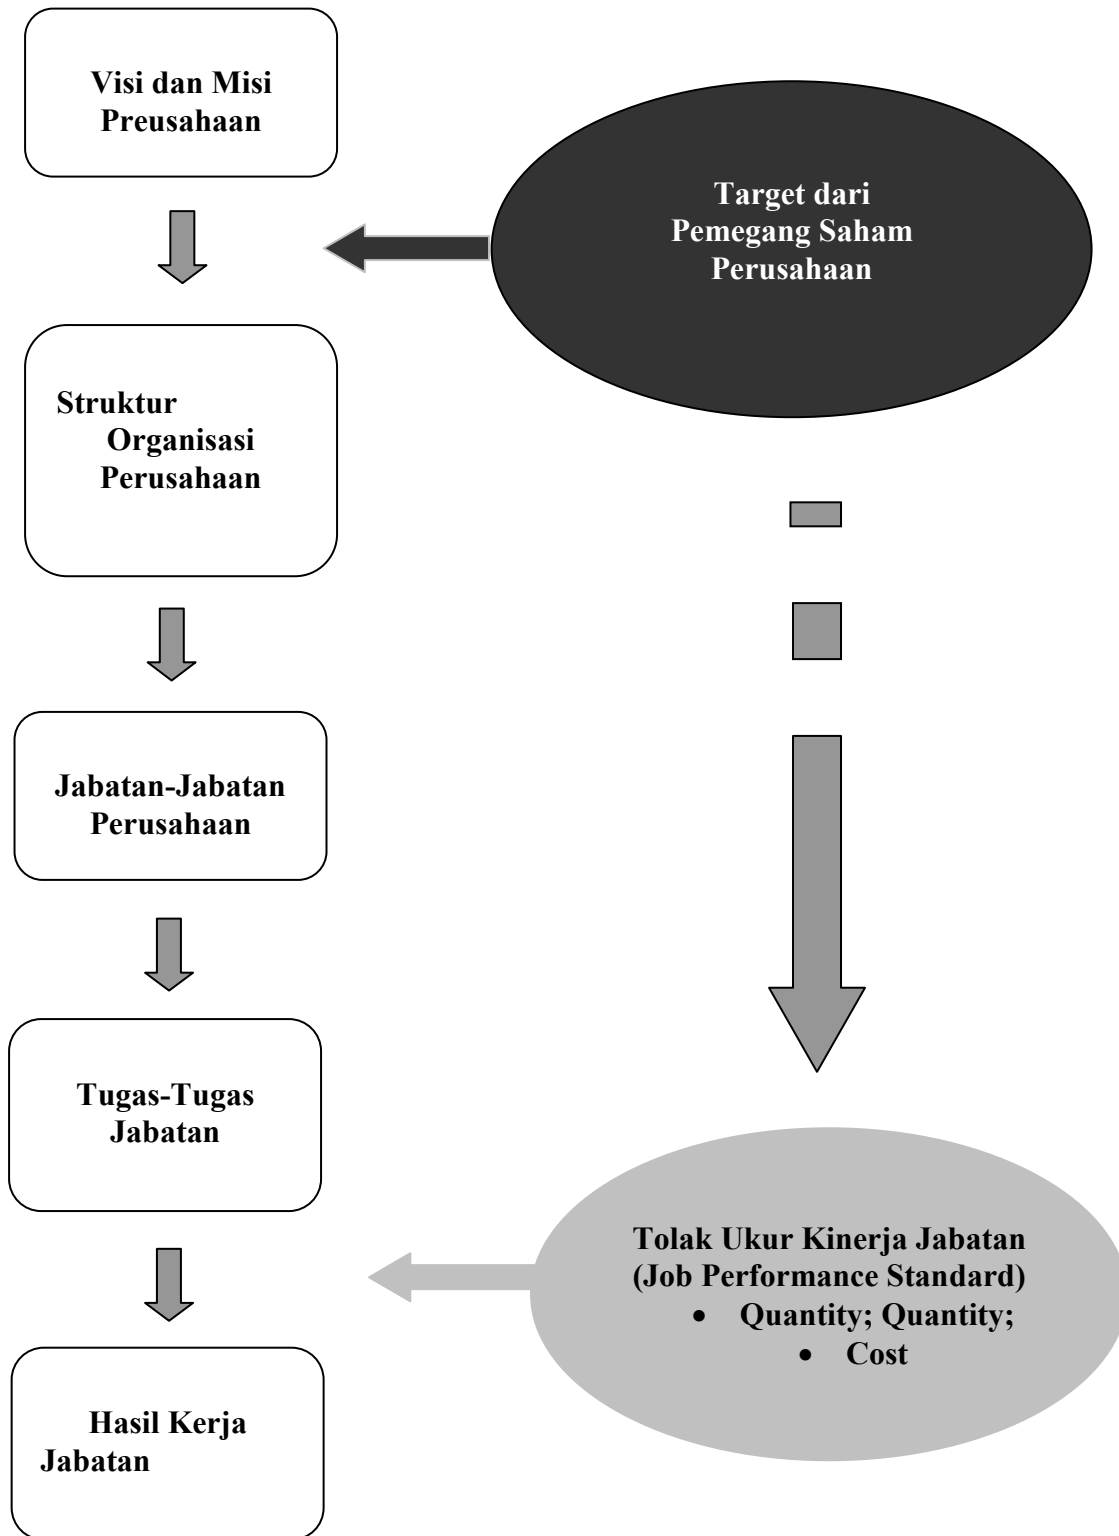 Visi dan Misi
Preusahaan
Target dari
Pemegang Saham
Perusahaan
Struktur
Organisasi
Perusahaan
Jabatan-Jabatan
Perusahaan
Tugas-Tugas
Jabatan
Tolak Ukur Kinerja Jabatan
(Job Performance Standard)
• Quantity; Quantity;
• Cost
Hasil Kerja
Jabatan